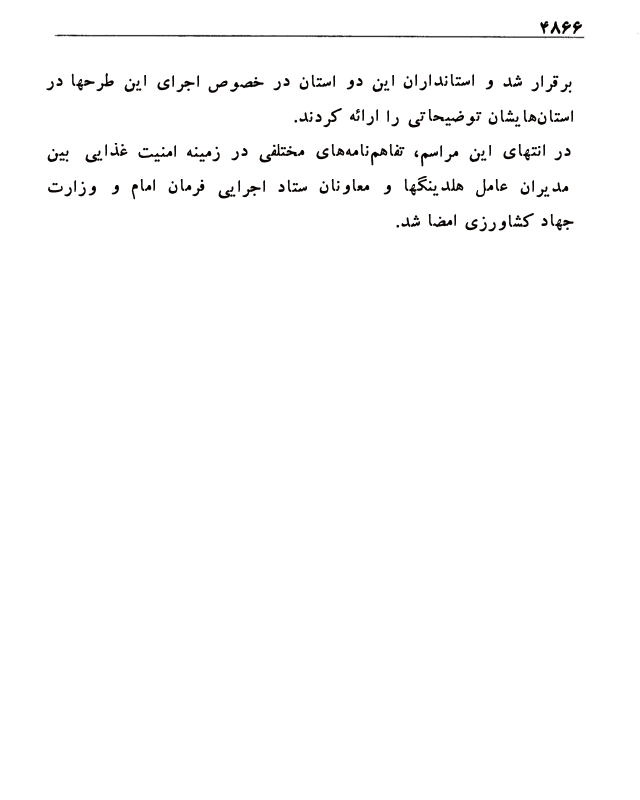 ۴۸۶۶
برقرار شد و استانداران این دو استان در خصوص اجرای این طرحها در
استان‌هایشان توضیحاتی را ارائه کردند.
در انتهای این مراسم، تفاهم‌نامه‌های مختلفی در زمینه امنیت غذایی بین
مدیران عامل هلدینگها و معاونان ستاد اجرایی فرمان امام و وزارت
جهاد کشاورزی امضا شد.